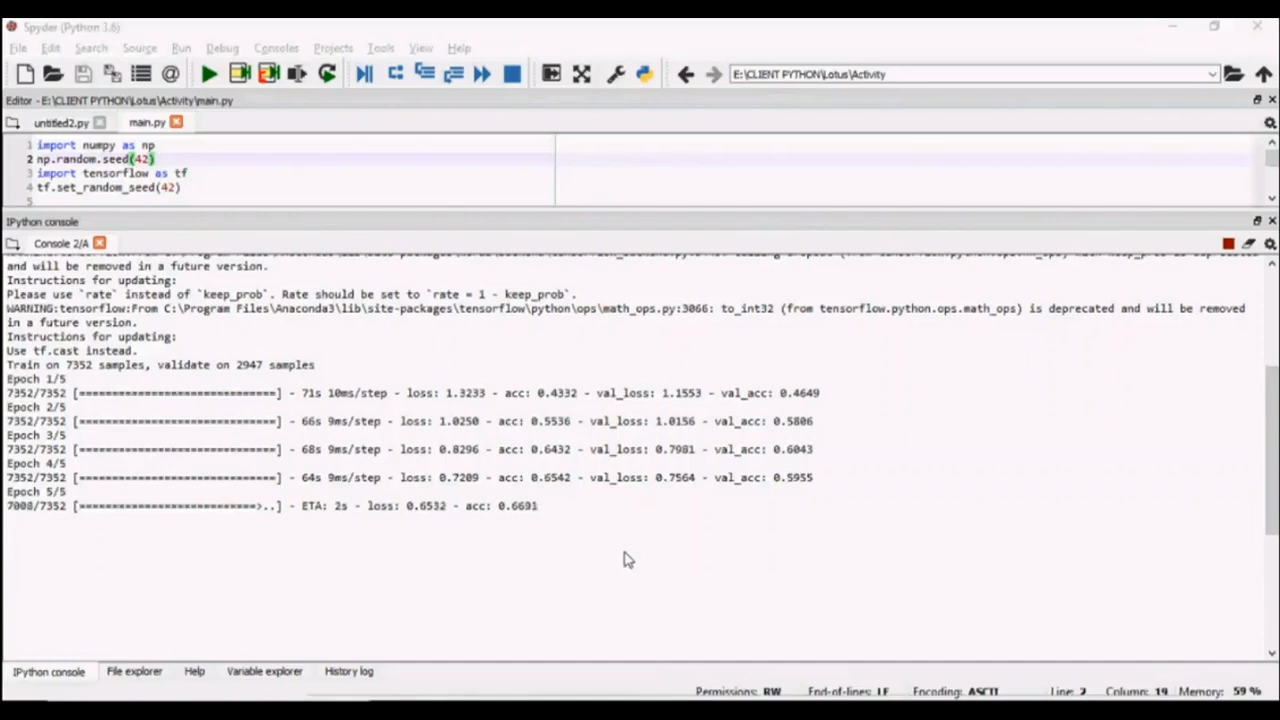 Spyder (Python 3.6)
File Edit Search Source Run Debug Consoles Projects Tools View Help
E:\CLIENT PYTHON\Lotus\Activity
Editor - E:\CLIENT PYTHON\Lotus\Activity\main.py
untitled2.py main.py
1 import numpy as np
2 np.random.seed(42)
3 import tensorflow as tf
4 tf.set_random_seed(42)
5
IPython console
Console 2/A
and will be removed in a future version.
Instructions for updating:
Please use `rate` instead of `keep_prob`. Rate should be set to `rate = 1 - keep_prob`.
WARNING:tensorflow:From C:\Program Files\Anaconda3\lib\site-packages\tensorflow\python\ops\math_ops.py:3066: to_int32 (from tensorflow.python.ops.math_ops) is deprecated and will be removed
in a future version.
Instructions for updating:
Use tf.cast instead.
Train on 7352 samples, validate on 2947 samples
Epoch 1/5
7352/7352 [==============================] - 71s 10ms/step - loss: 1.3233 - acc: 0.4332 - val_loss: 1.1553 - val_acc: 0.4649
Epoch 2/5
7352/7352 [==============================] - 66s 9ms/step - loss: 1.0250 - acc: 0.5536 - val_loss: 1.0156 - val_acc: 0.5806
Epoch 3/5
7352/7352 [==============================] - 68s 9ms/step - loss: 0.8296 - acc: 0.6432 - val_loss: 0.7981 - val_acc: 0.6043
Epoch 4/5
7352/7352 [==============================] - 64s 9ms/step - loss: 0.7209 - acc: 0.6542 - val_loss: 0.7564 - val_acc: 0.5955
Epoch 5/5
7008/7352 [===========================>..] - ETA: 2s - loss: 0.6532 - acc: 0.6691
IPython console File explorer Help Variable explorer History log
Permissions: RW End-of-lines: LF Encoding: ASCII Line: 2 Column: 19 Memory: 59 %